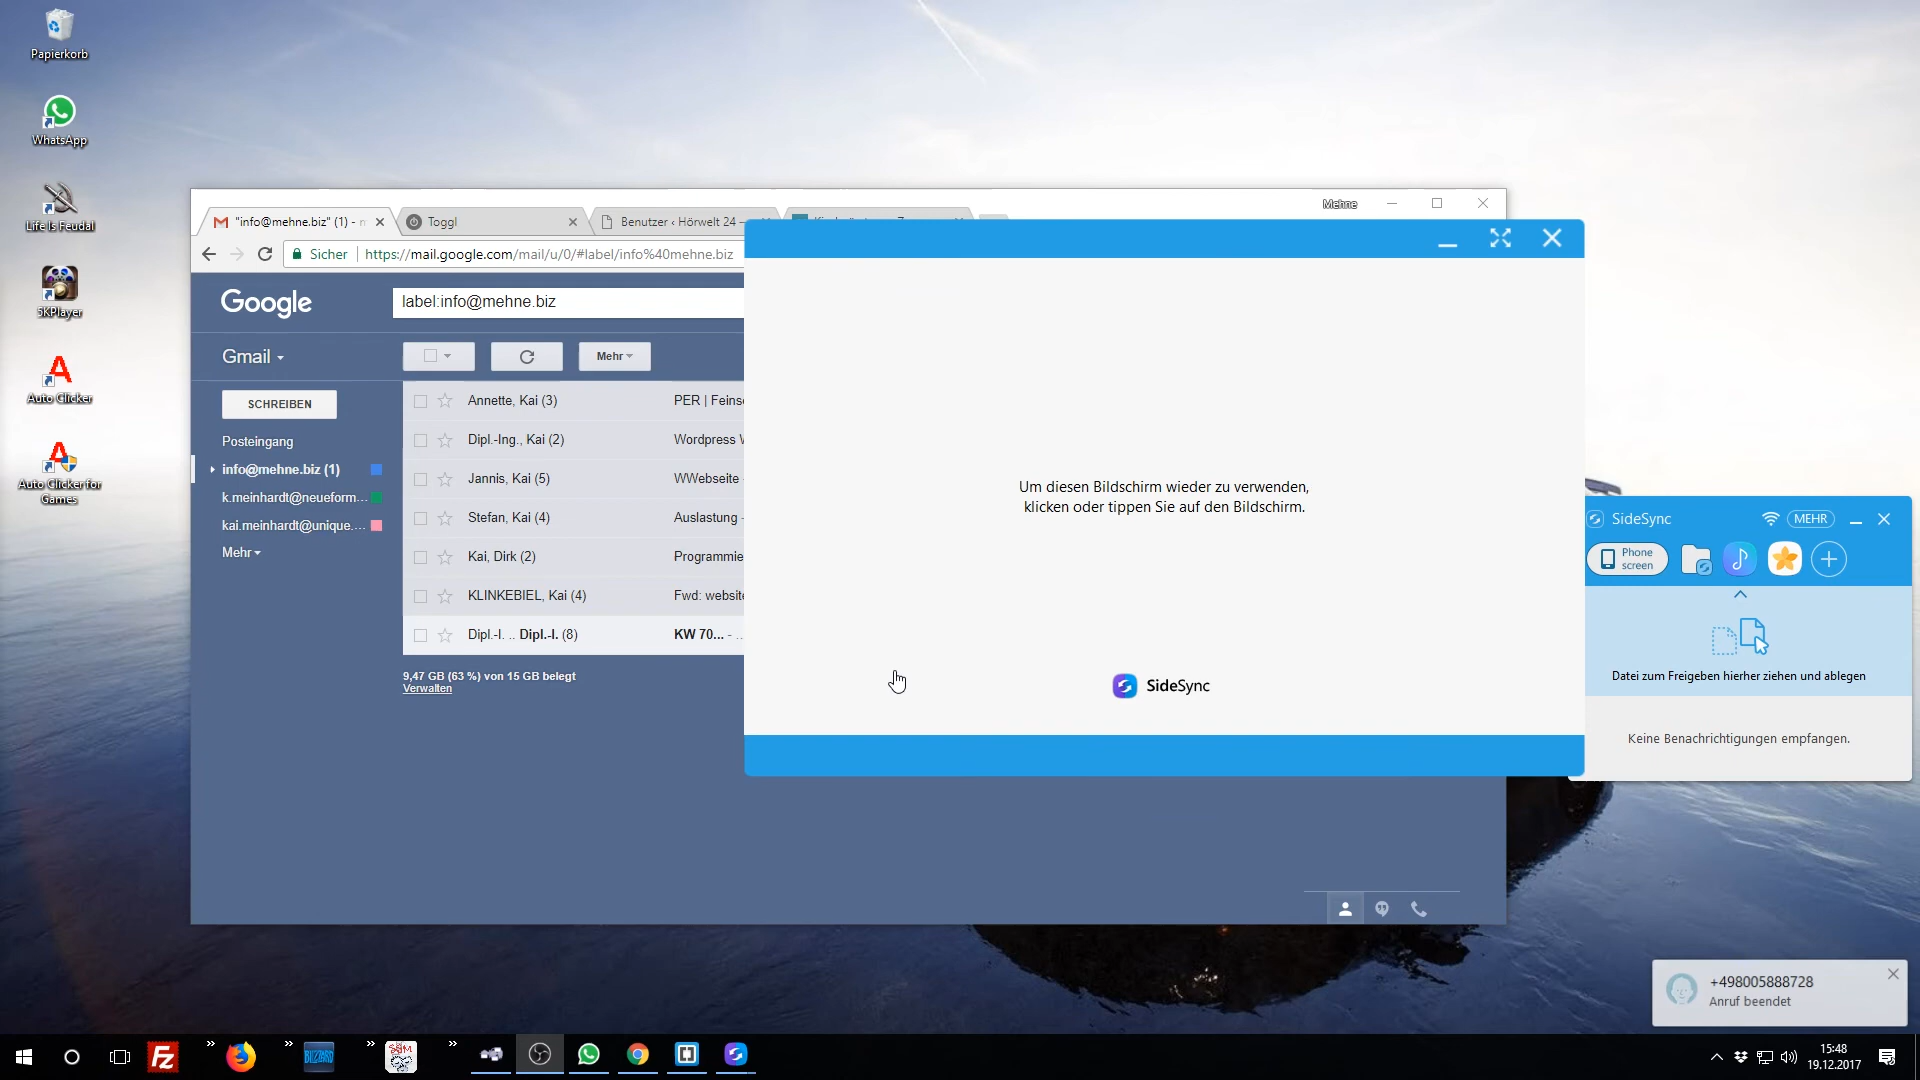 Papierkorb
WhatsApp
Life Is Feudal
5KPlayer
Auto Clicker
Auto Clicker for
Games
Mehne
"info@mehne.biz" (1) - 
Toggl
Benutzer ‹ Hörwelt 24 —
Sicher
https://mail.google.com/mail/u/0/#label/info%40mehne.biz
Google
label:info@mehne.biz
Gmail
Mehr
SCHREIBEN
Posteingang
info@mehne.biz (1)
k.meinhardt@neueform...
kai.meinhardt@unique....
Mehr
Annette, Kai (3)
PER | Feins
Dipl.-Ing., Kai (2)
Wordpress
Jannis, Kai (5)
WWebseite -
Stefan, Kai (4)
Auslastung -
Kai, Dirk (2)
Programmie
KLINKEBIEL, Kai (4)
Fwd: website
Dipl.-I. .. Dipl.-I. (8)
KW 70... - ...
9,47 GB (63 %) von 15 GB belegt
Verwalten
Um diesen Bildschirm wieder zu verwenden,
klicken oder tippen Sie auf den Bildschirm.
SideSync
SideSync
MEHR
Phone
screen
Datei zum Freigeben hierher ziehen und ablegen
Keine Benachrichtigungen empfangen.
+498005888728
Anruf beendet
BLIZZARD
15:48
19.12.2017